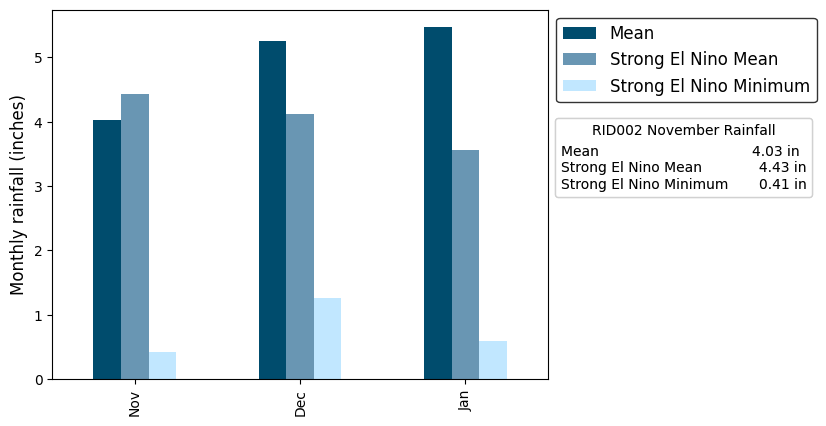 Monthly rainfall (inches)
5
4
3
2
1
0
Nov
Dec
Jan
Mean
Strong El Nino Mean
Strong El Nino Minimum
RID002 November Rainfall
Mean 4.03 in
Strong El Nino Mean 4.43 in
Strong El Nino Minimum 0.41 in